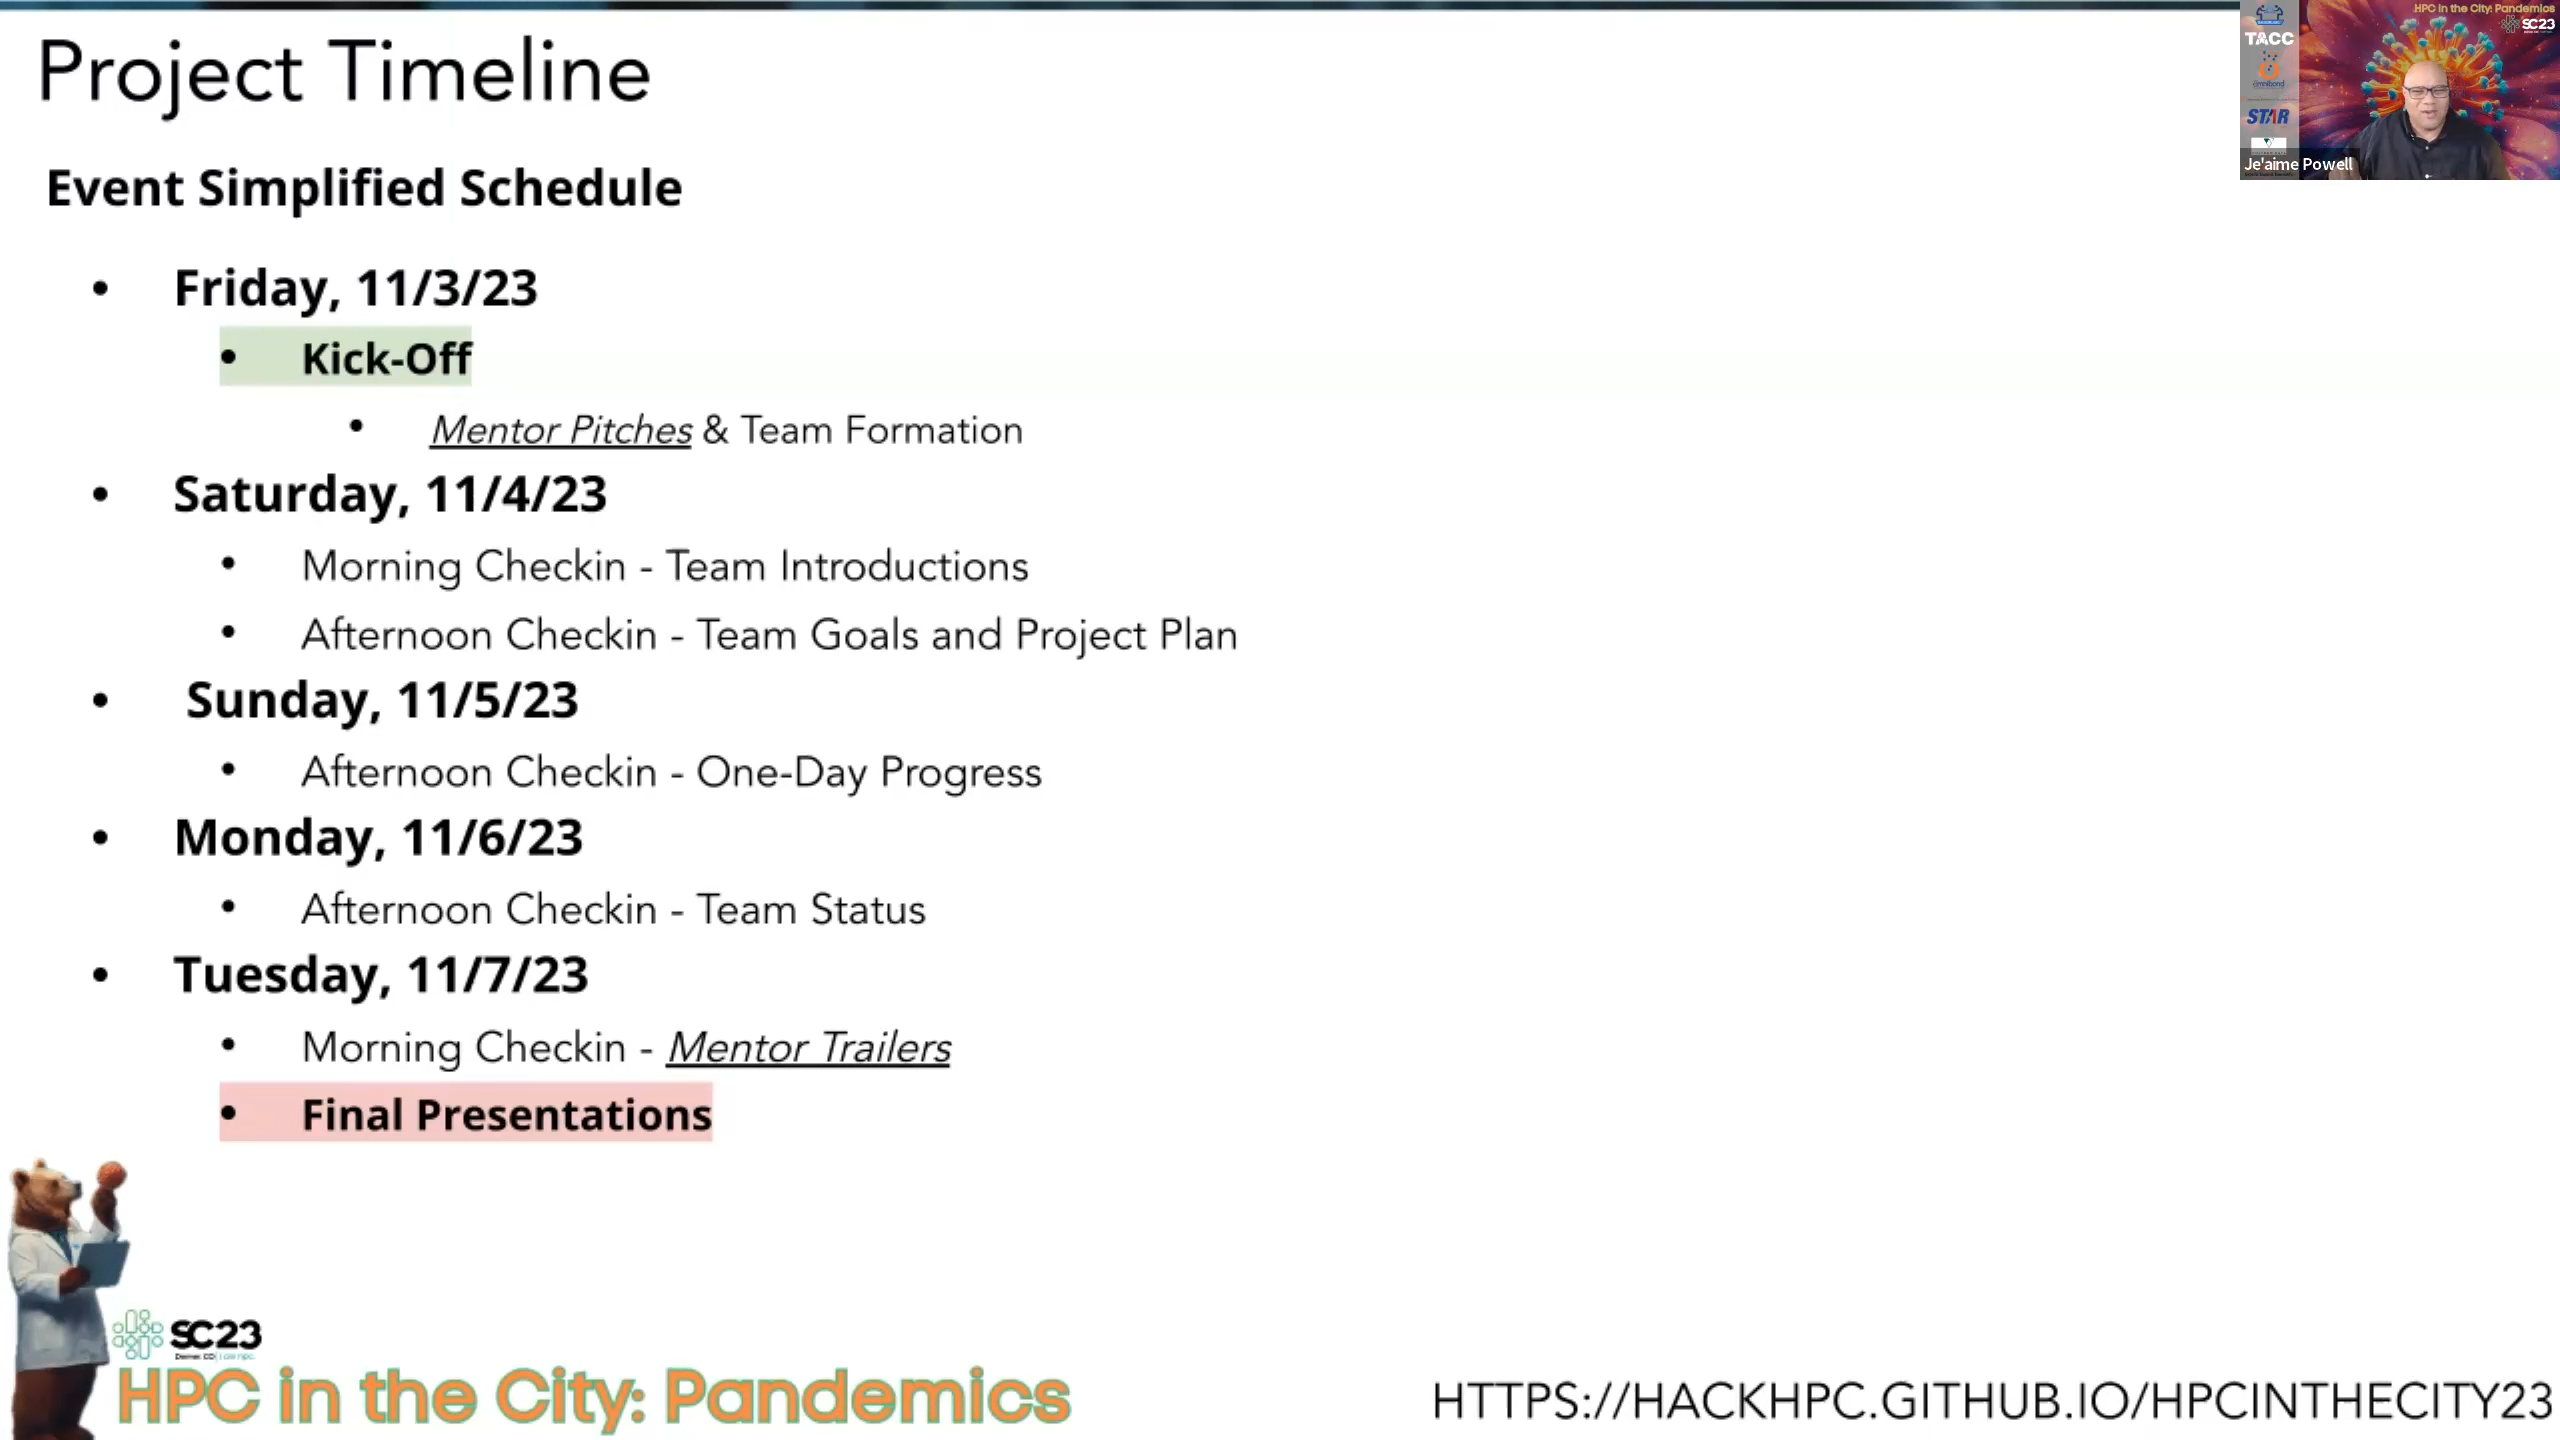 Project Timeline
Event Simplified Schedule
• Friday, 11/3/23
• Kick-Off
• Mentor Pitches & Team Formation
• Saturday, 11/4/23
• Morning Checkin - Team Introductions
• Afternoon Checkin - Team Goals and Project Plan
• Sunday, 11/5/23
• Afternoon Checkin - One-Day Progress
• Monday, 11/6/23
• Afternoon Checkin - Team Status
• Tuesday, 11/7/23
• Morning Checkin - Mentor Trailers
• Final Presentations
SC23
Denver, CO
HPC in the City: Pandemics
HTTPS://HACKHPC.GITHUB.IO/HPCINTHECITY23
HPC in the City: Pandemics
SC23
TACC
omnibond
STAR
Je'aime Powell